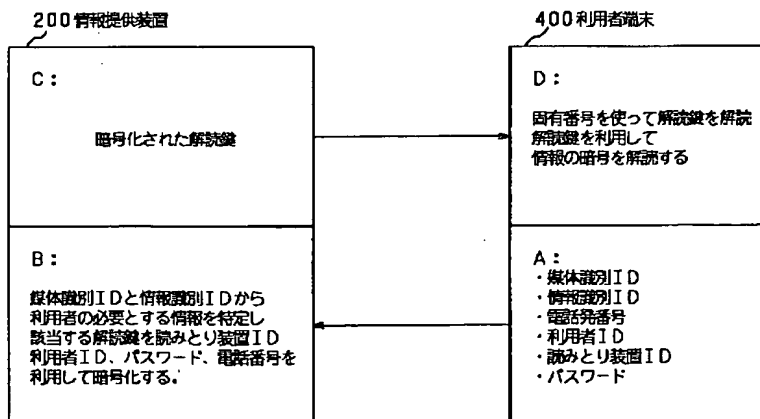 200情報提供装置
400利用者端末
C:
暗号化された解読鍵
D:
固有番号を使って解読鍵を解読
解読鍵を利用して
情報の暗号を解読する
B:
媒体識別IDと情報識別IDから
利用者の必要とする情報を特定し
該当する解読鍵を読みとり装置ID
利用者ID、パスワード、電話番号を
利用して暗号化する。
A:
・媒体識別ID
・情報識別ID
・電話発番号
・利用者ID
・読みとり装置ID
・パスワード